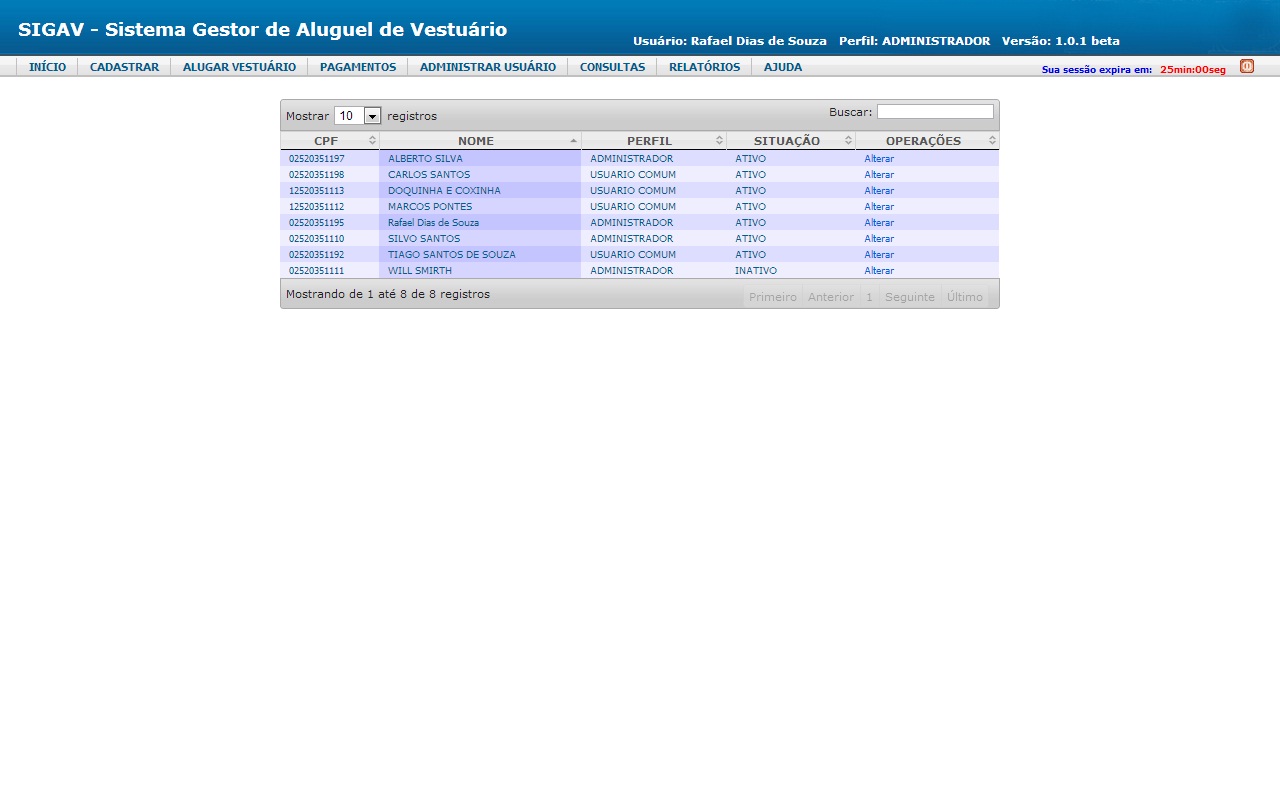 SIGAV - Sistema Gestor de Aluguel de Vestuário
Usuário: Rafael Dias de Souza Perfil: ADMINISTRADOR Versão: 1.0.1 beta
INÍCIO CADASTRAR ALUGAR VESTUÁRIO PAGAMENTOS ADMINISTRAR USUÁRIO CONSULTAS RELATÓRIOS AJUDA Sua sessão expira em: 25min:00seg
Mostrar 10 registros Buscar:
CPF NOME PERFIL SITUAÇÃO OPERAÇÕES
02520351197 ALBERTO SILVA ADMINISTRADOR ATIVO Alterar
02520351198 CARLOS SANTOS USUARIO COMUM ATIVO Alterar
12520351113 DOQUINHA E COXINHA USUARIO COMUM ATIVO Alterar
12520351112 MARCOS PONTES USUARIO COMUM ATIVO Alterar
02520351195 Rafael Dias de Souza ADMINISTRADOR ATIVO Alterar
02520351110 SILVO SANTOS ADMINISTRADOR ATIVO Alterar
02520351192 TIAGO SANTOS DE SOUZA USUARIO COMUM ATIVO Alterar
02520351111 WILL SMIRTH ADMINISTRADOR INATIVO Alterar
Mostrando de 1 até 8 de 8 registros Primeiro Anterior 1 Seguinte Último